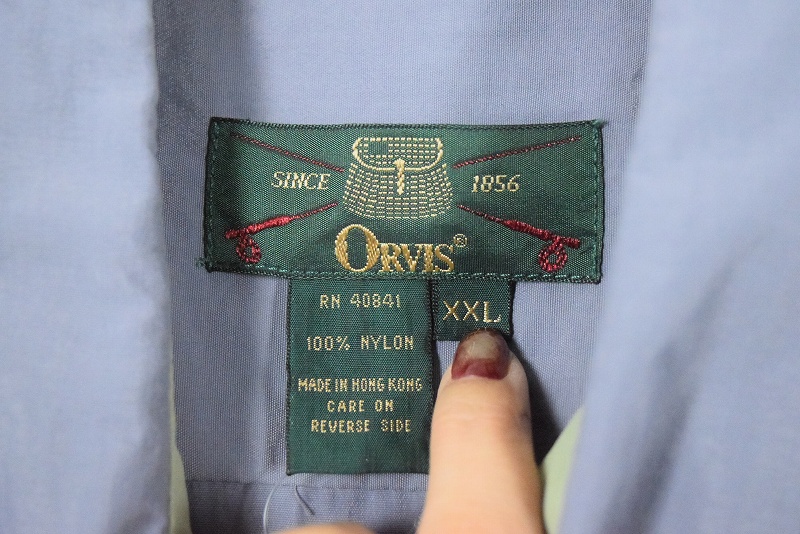 SINCE 1856
ORVIS®
RN 40841
XXL
100% NYLON
MADE IN HONG KONG
CARE ON
REVERSE SIDE